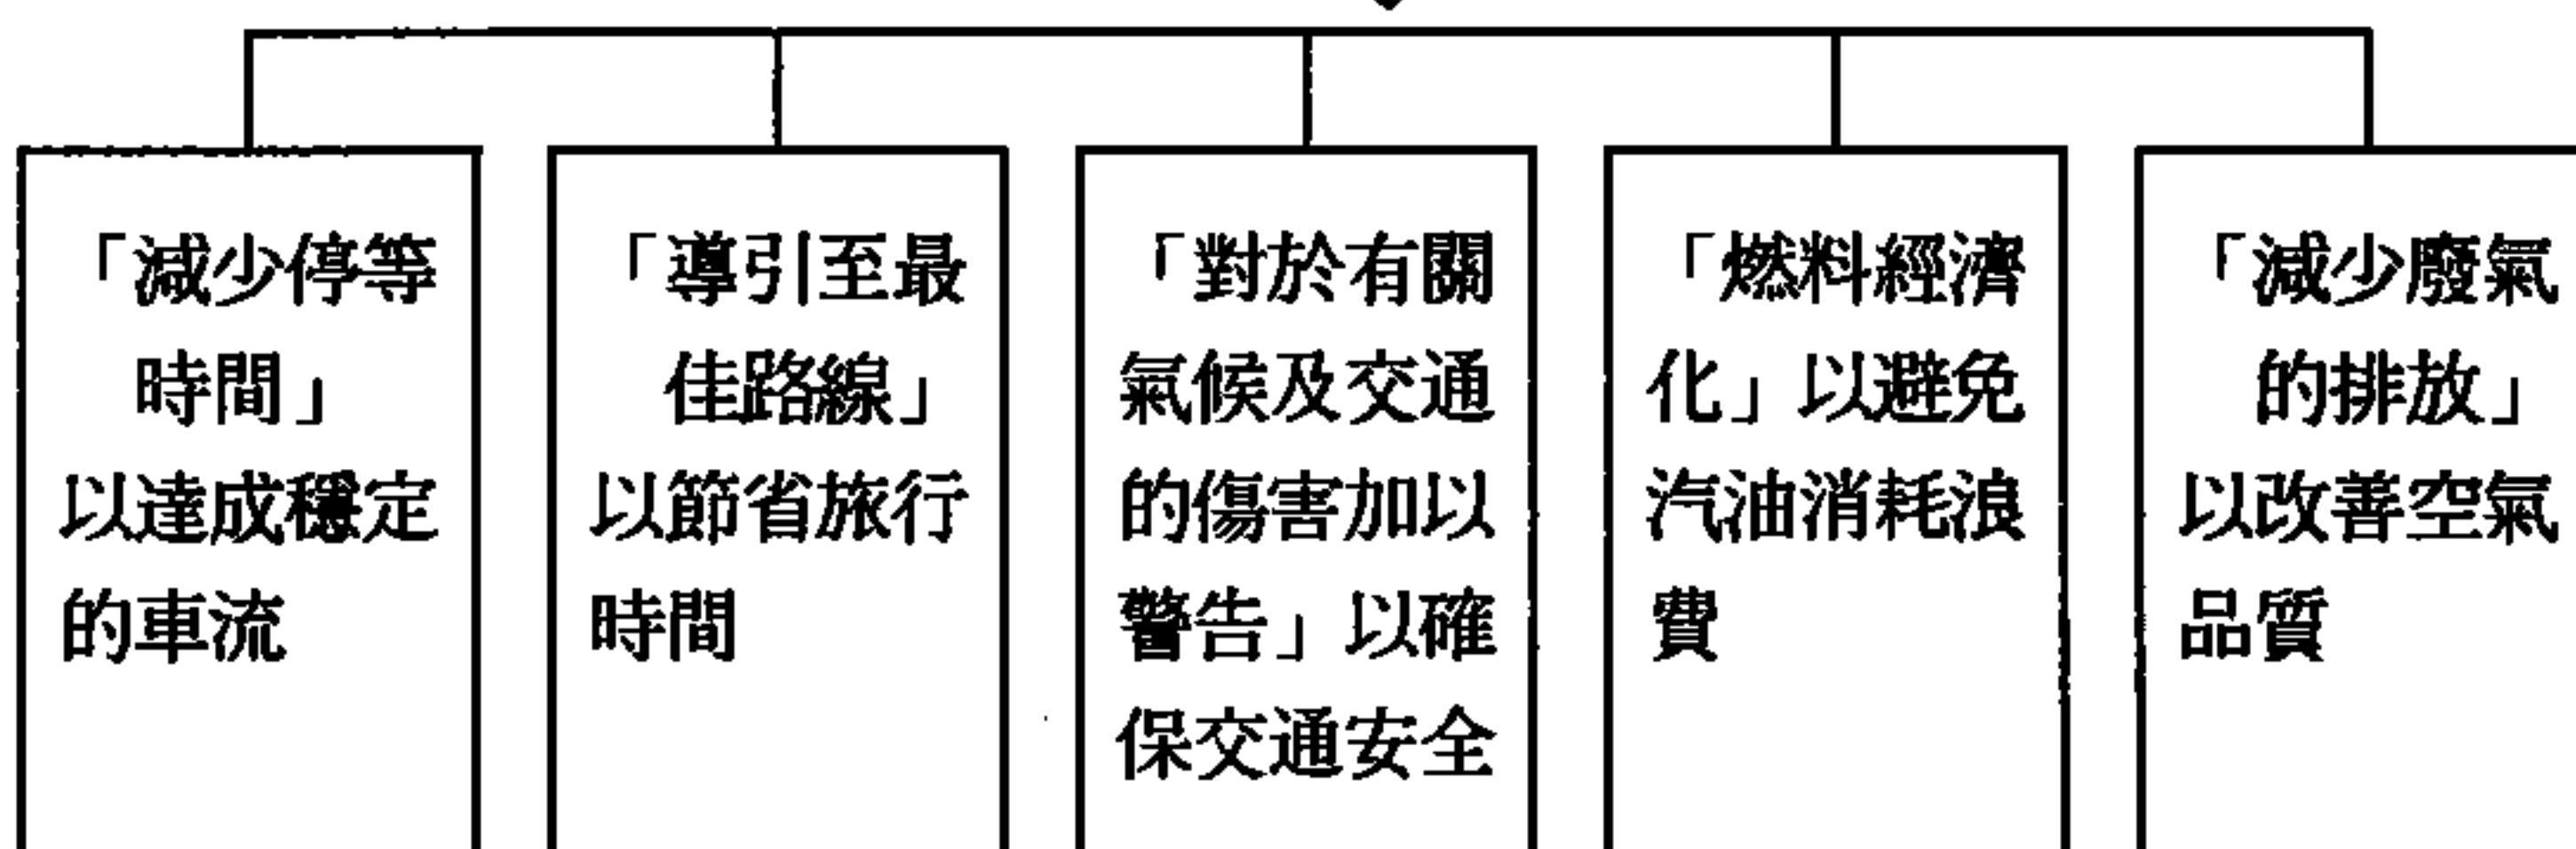 「減少停等
時間」
以達成穩定
的車流
「導引至最
佳路線」
以節省旅行
時間
「對於有關
氣候及交通
的傷害加以
警告」以確
保交通安全
「燃料經濟
化」以避免
汽油消耗浪
費
「減少廢氣
的排放」
以改善空氣
品質